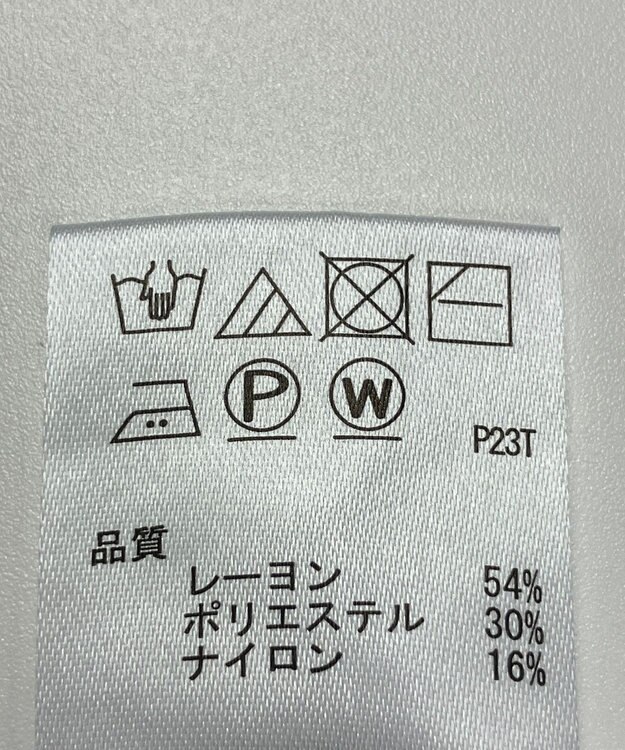 P W
P23T
品質
レーヨン 54%
ポリエステル 30%
ナイロン 16%